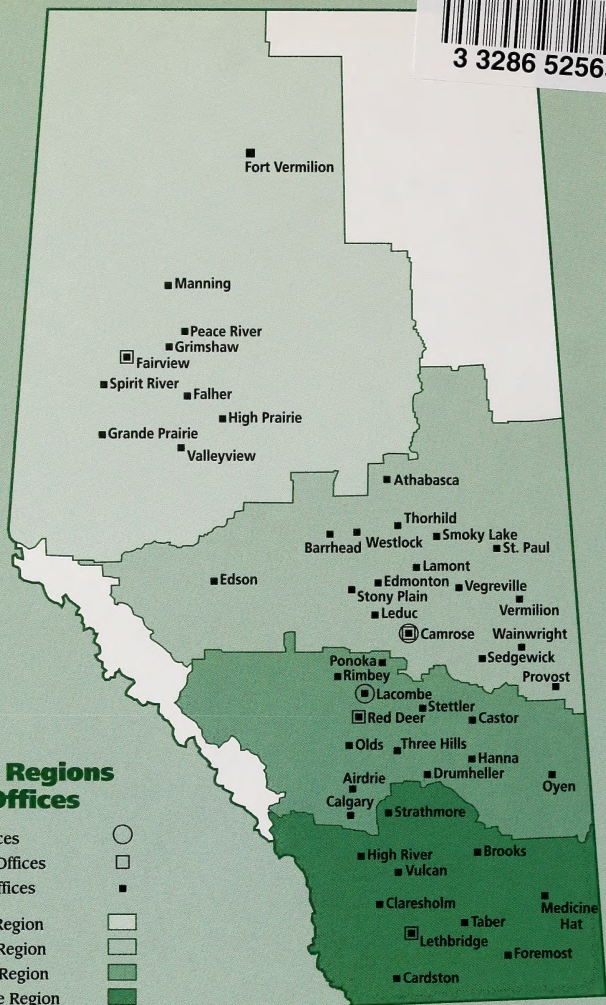 3 3286 5256
Fort Vermilion
Manning
Peace River
Grimshaw
Fairview
Spirit River
Falher
High Prairie
Grande Prairie
Valleyview
Athabasca
Thorhild
Smoky Lake
Barrhead
Westlock
St. Paul
Lamont
Edson
Edmonton
Vegreville
Stony Plain
Vermilion
Leduc
Camrose
Wainwright
Sedgewick
Ponoka
Rimbey
Provost
Lacombe
Stettler
Red Deer
Castor
Olds
Three Hills
Hanna
Drumheller
Airdrie
Oyen
Calgary
Strathmore
High River
Brooks
Vulcan
Claresholm
Medicine
Hat
Taber
Lethbridge
Foremost
Cardston
Regions
Offices
ces
Offices
ffices
Region
Region
Region
e Region